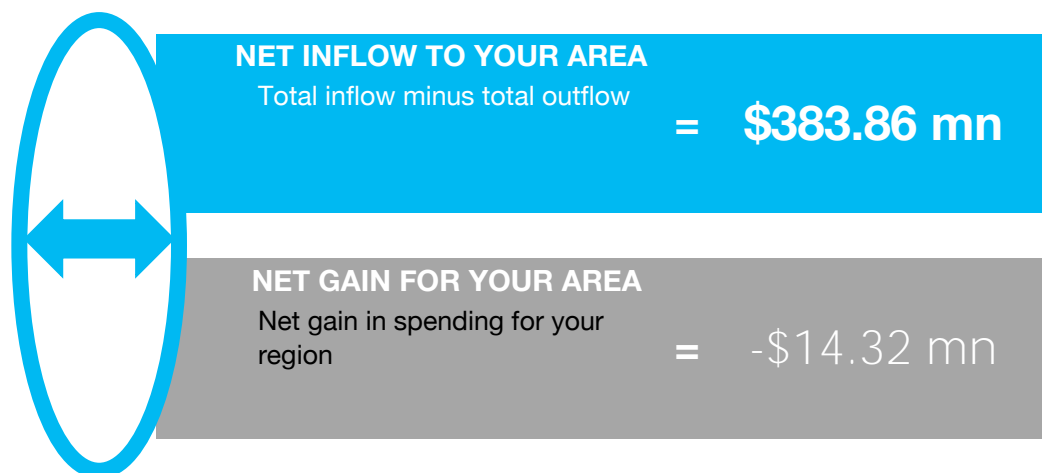 NET INFLOW TO YOUR AREA
Total inflow minus total outflow
= $383.86 mn
NET GAIN FOR YOUR AREA
Net gain in spending for your
region
= -$14.32 mn